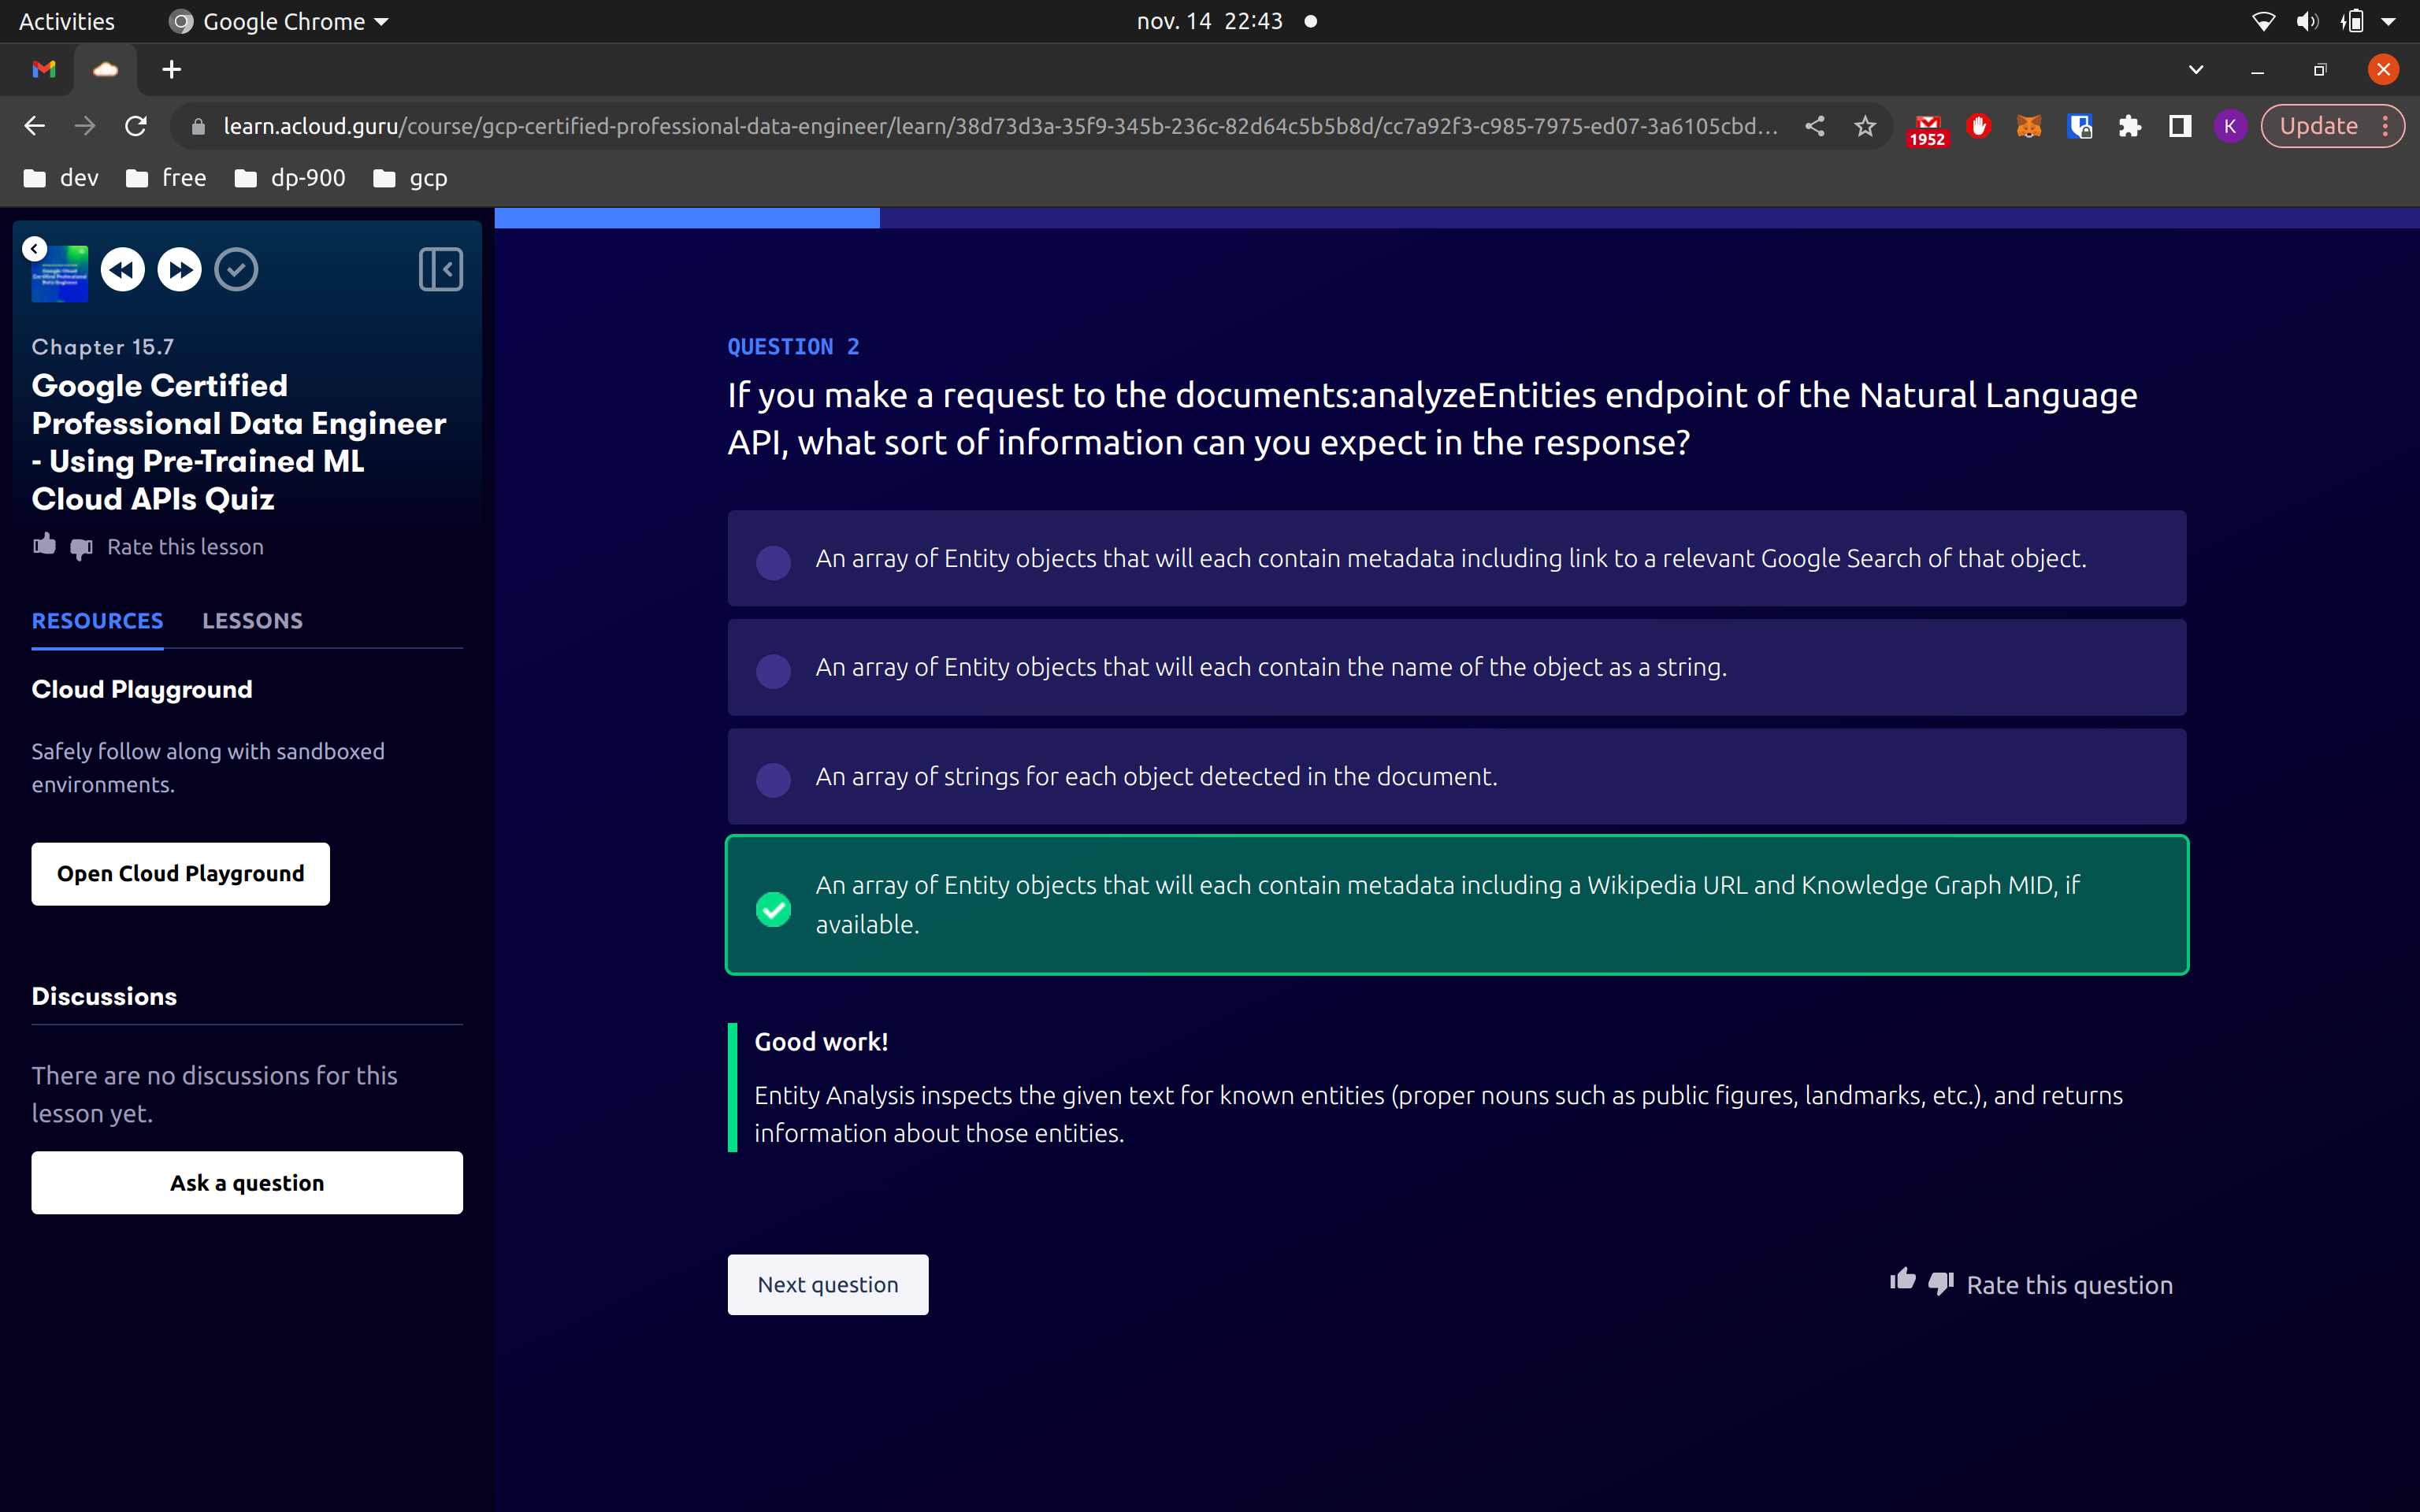 Activities
Google Chrome
nov. 14 22:43
learn.acloud.guru/course/gcp-certified-professional-data-engineer/learn/38d73d3a-35f9-345b-236c-82d64c5b5b8d/cc7a92f3-c985-7975-ed07-3a6105cbd...
1952
K
Update
dev
free
dp-900
gcp
Chapter 15.7
Google Certified
Professional Data Engineer
- Using Pre-Trained ML
Cloud APIs Quiz
Rate this lesson
RESOURCES
LESSONS
Cloud Playground
Safely follow along with sandboxed
environments.
Open Cloud Playground
Discussions
There are no discussions for this
lesson yet.
Ask a question
QUESTION 2
If you make a request to the documents:analyzeEntities endpoint of the Natural Language
API, what sort of information can you expect in the response?
An array of Entity objects that will each contain metadata including link to a relevant Google Search of that object.
An array of Entity objects that will each contain the name of the object as a string.
An array of strings for each object detected in the document.
An array of Entity objects that will each contain metadata including a Wikipedia URL and Knowledge Graph MID, if
available.
Good work!
Entity Analysis inspects the given text for known entities (proper nouns such as public figures, landmarks, etc.), and returns
information about those entities.
Next question
Rate this question